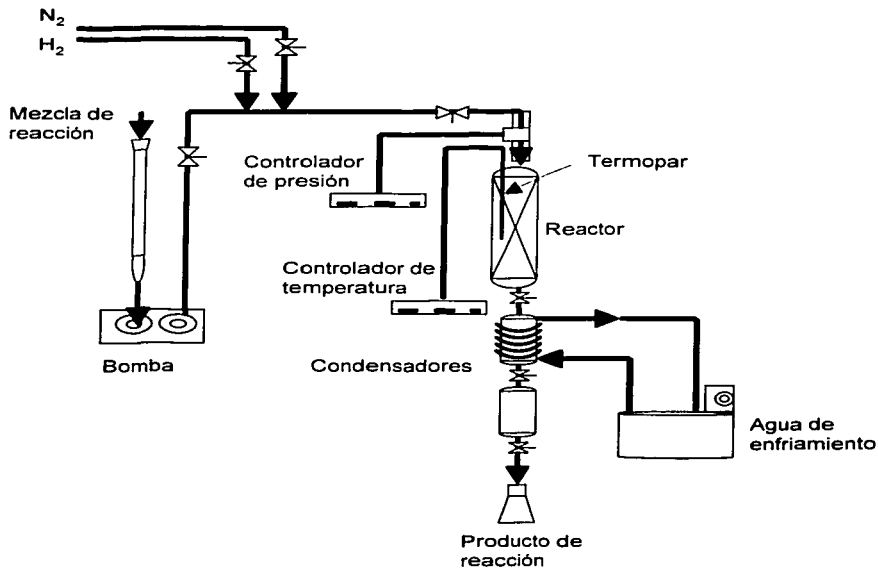 N₂
H₂
Mezcla de
reacción
Controlador
de presión
Termopar
Reactor
Controlador de
temperatura
Bomba
Condensadores
Agua de
enfriamiento
Producto de
reacción